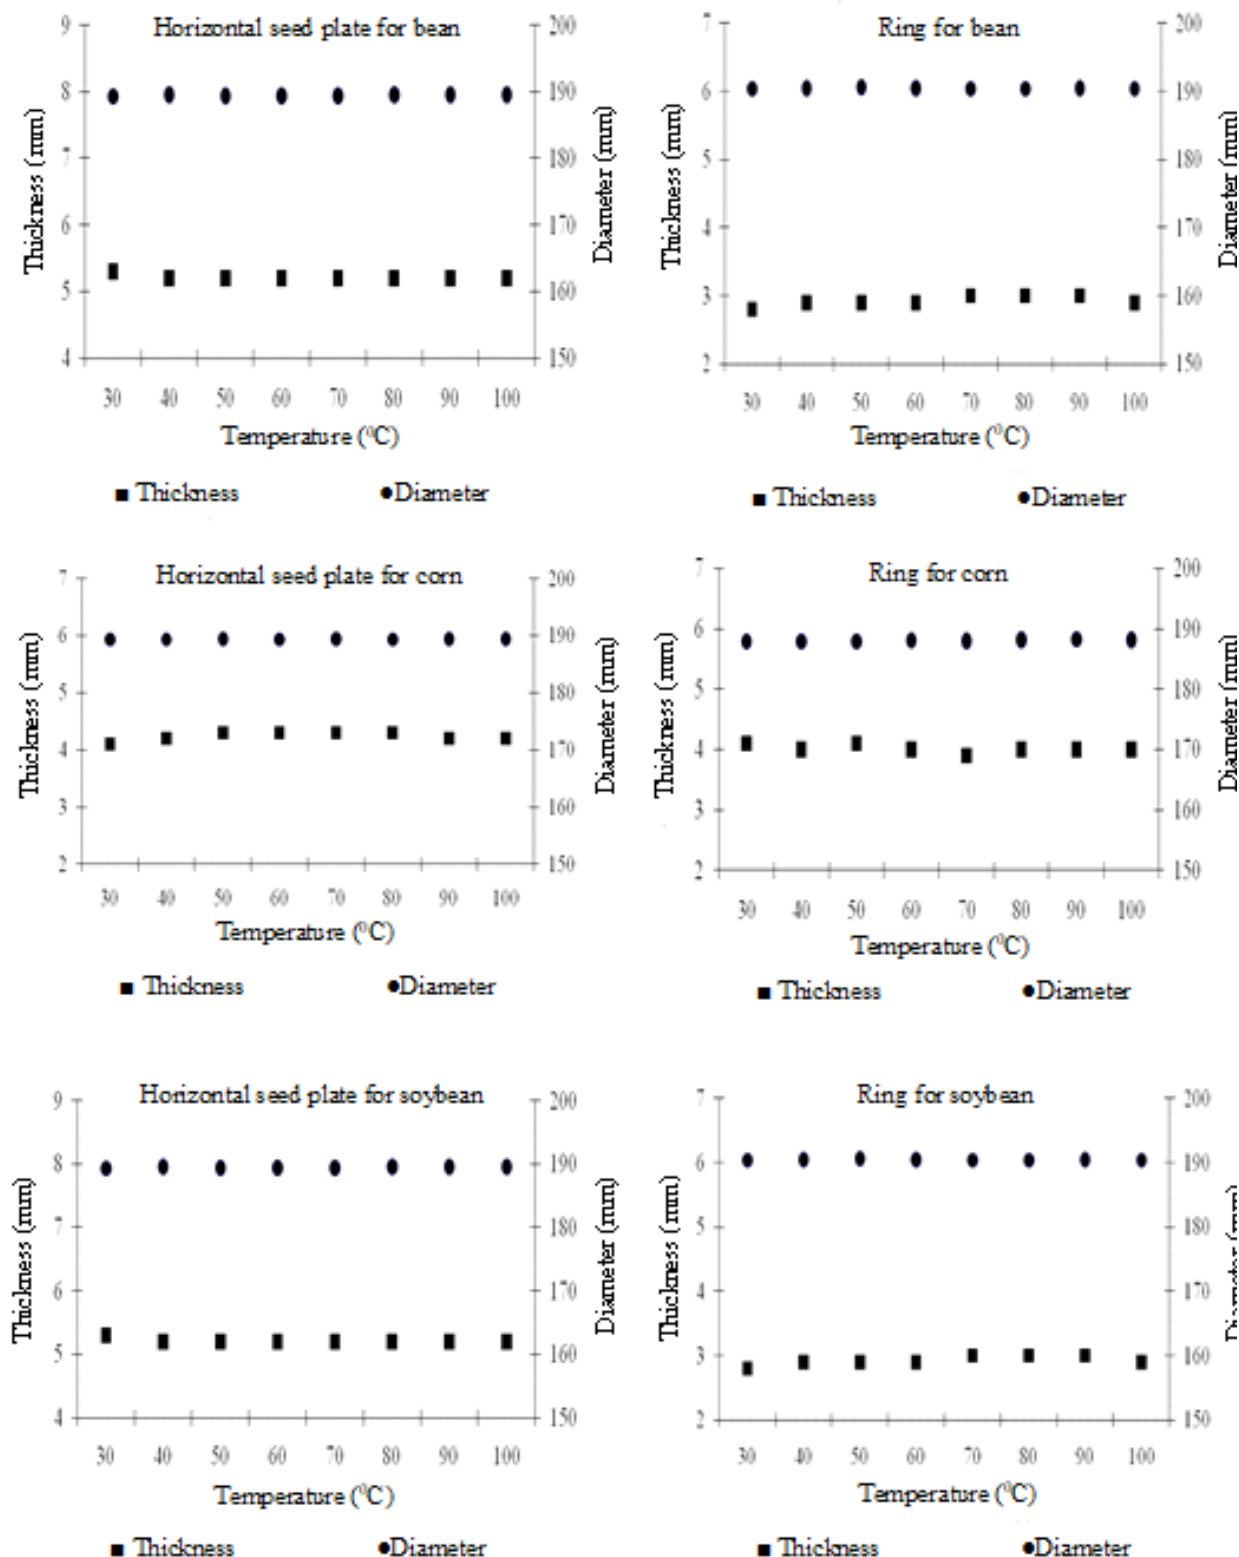 Horizontal seed plate for bean
9
8
7
6
5
4
200
190
180
170
160
150
Thickness (mm)
Diameter (mm)
30 40 50 60 70 80 90 100
Temperature (⁰C)
■ Thickness ●Diameter
Ring for bean
7
6
5
4
3
2
200
190
180
170
160
150
Thickness (mm)
Diameter (mm)
30 40 50 60 70 80 90 100
Temperature (⁰C)
■ Thickness ●Diameter
Horizontal seed plate for corn
7
6
5
4
3
2
200
190
180
170
160
150
Thickness (mm)
Diameter (mm)
30 40 50 60 70 80 90 100
Temperature (⁰C)
■ Thickness ●Diameter
Ring for corn
7
6
5
4
3
2
200
190
180
170
160
150
Thickness (mm)
Diameter (mm)
30 40 50 60 70 80 90 100
Temperature (⁰C)
■ Thickness ●Diameter
Horizontal seed plate for soybean
9
8
7
6
5
4
200
190
180
170
160
150
Thickness (mm)
Diameter (mm)
30 40 50 60 70 80 90 100
Temperature (⁰C)
■ Thickness ●Diameter
Ring for soybean
7
6
5
4
3
2
200
190
180
170
160
150
Thickness (mm)
Diameter (mm)
30 40 50 60 70 80 90 100
Temperature (⁰C)
■ Thickness ●Diameter